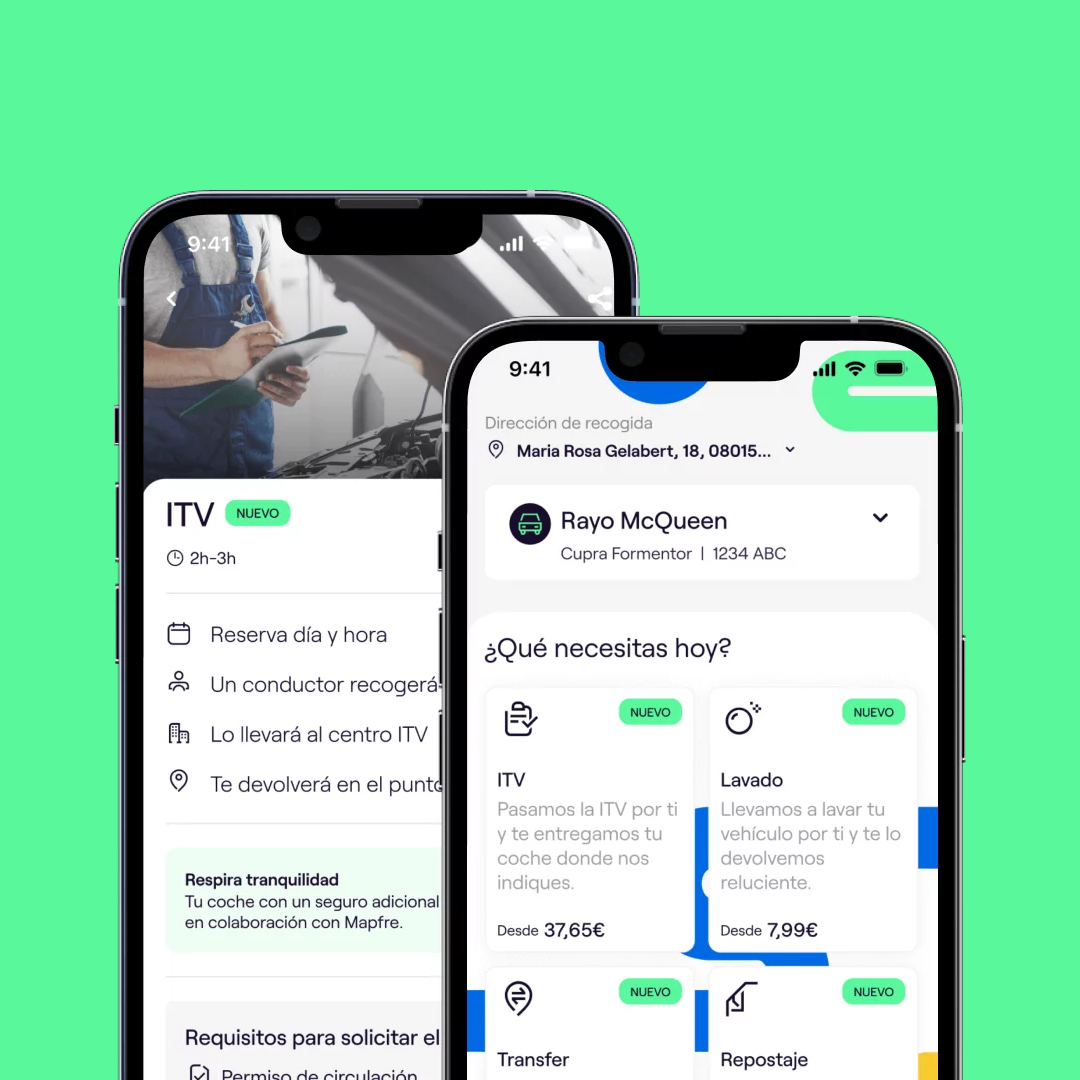 9:41
ITV NUEVO
2h-3h
Reserva día y hora
Un conductor recogerá
Lo llevará al centro ITV
Te devolverá en el punto
Respira tranquilidad
Tu coche con un seguro adicional
en colaboración con Mapfre.
Requisitos para solicitar el
Permiso de circulación
9:41
Dirección de recogida
Maria Rosa Gelabert, 18, 08015...
Rayo McQueen
Cupra Formentor | 1234 ABC
¿Qué necesitas hoy?
NUEVO
ITV
Pasamos la ITV por ti
y te entregamos tu
coche donde nos
indiques.
Desde 37,65€
NUEVO
Lavado
Llevamos a lavar tu
vehículo por ti y te lo
devolvemos
reluciente.
Desde 7,99€
NUEVO
Transfer
NUEVO
Repostaje